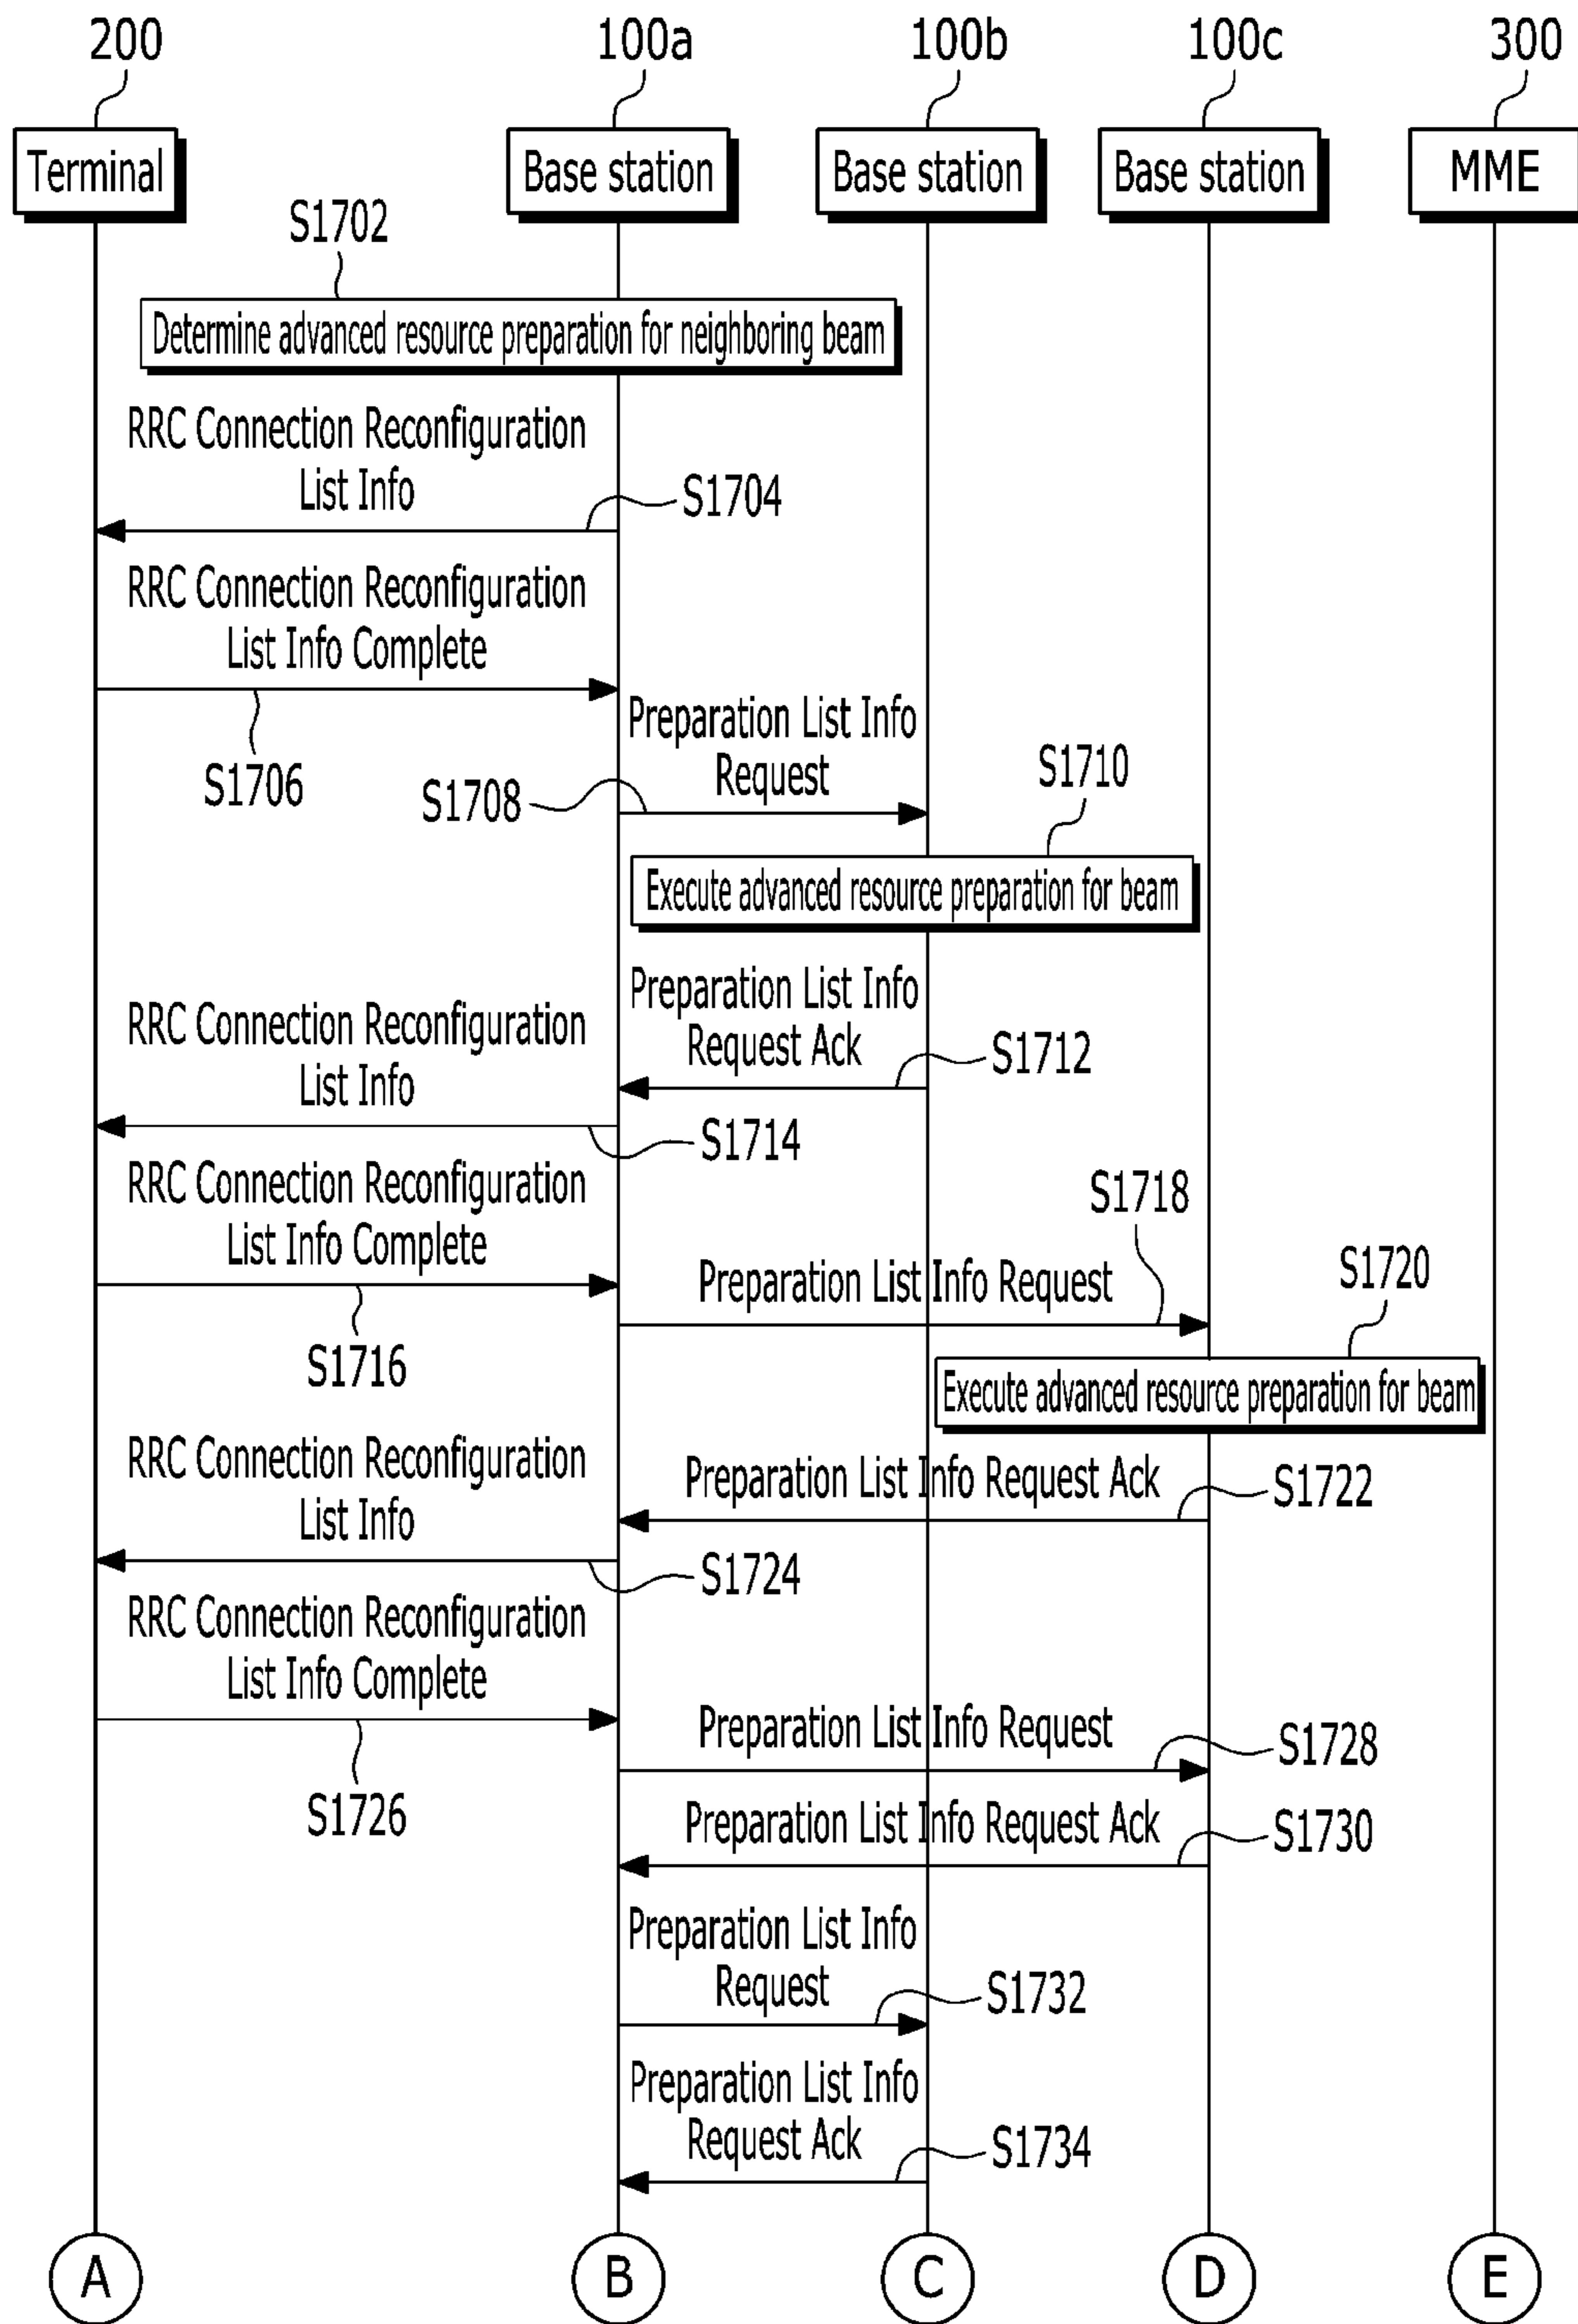 200
100a
100b
100c
300
Terminal
Base station
Base station
Base station
MME
S1702
Determine advanced resource preparation for neighboring beam
RRC Connection Reconfiguration
List Info
S1704
RRC Connection Reconfiguration
List Info Complete
S1706
Preparation List Info
Request
S1708
S1710
Execute advanced resource preparation for beam
Preparation List Info
Request Ack
S1712
RRC Connection Reconfiguration
List Info
S1714
RRC Connection Reconfiguration
List Info Complete
S1716
S1718
Preparation List Info Request
S1720
Execute advanced resource preparation for beam
Preparation List Info Request Ack
S1722
RRC Connection Reconfiguration
List Info
S1724
RRC Connection Reconfiguration
List Info Complete
S1726
Preparation List Info Request
S1728
Preparation List Info Request Ack
S1730
Preparation List Info
Request
S1732
Preparation List Info
Request Ack
S1734
A
B
C
D
E